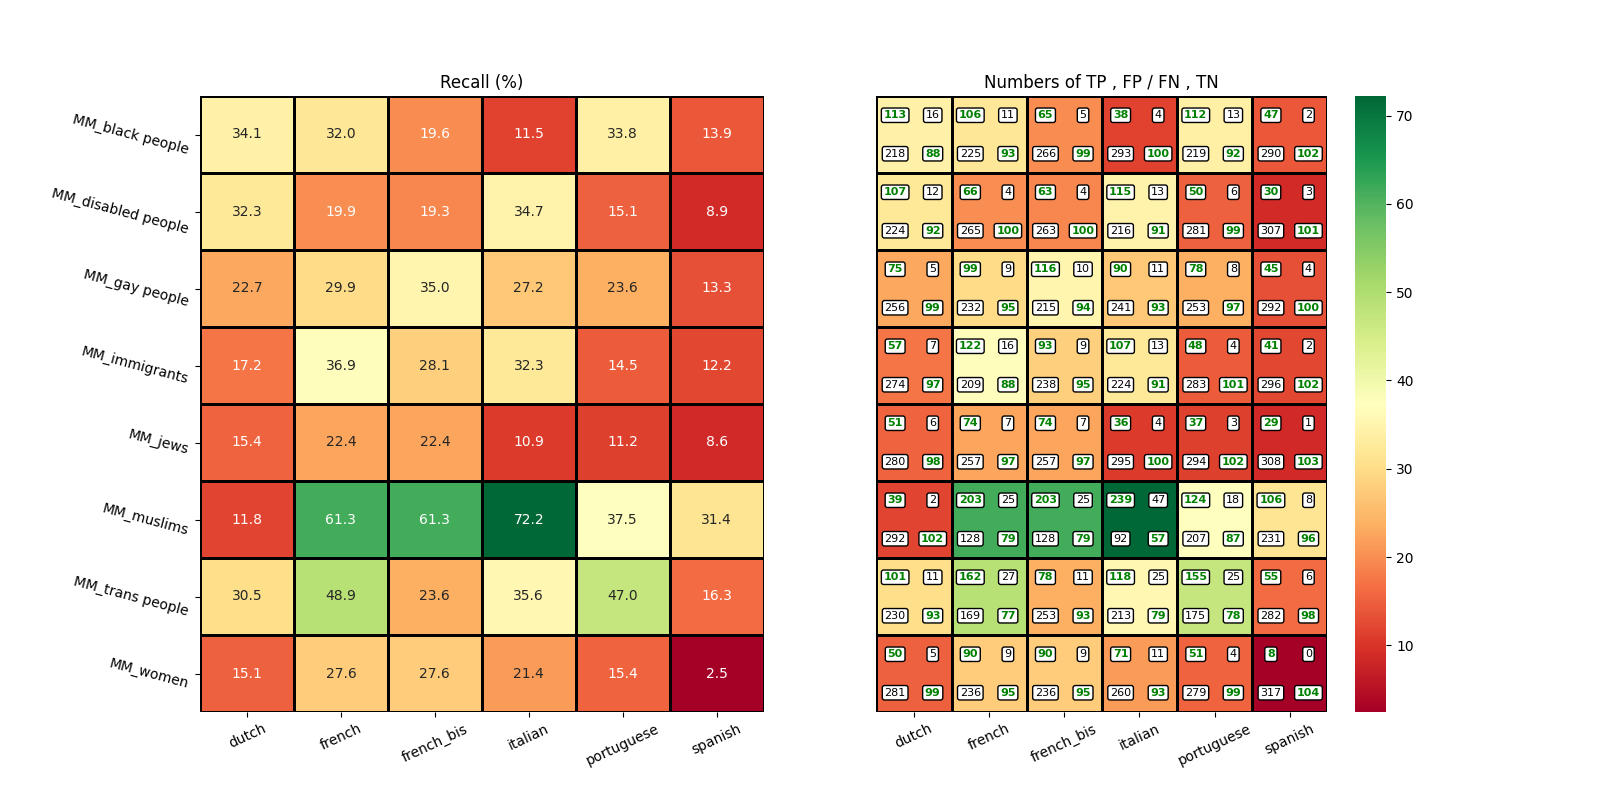 Recall (%)
Numbers of TP , FP / FN , TN
MM_black people
34.1 32.0 19.6 11.5 33.8 13.9
113 16 106 11 65 5 38 4 112 13 47 2
218 88 225 93 266 99 293 100 219 92 290 102
MM_disabled people
32.3 19.9 19.3 34.7 15.1 8.9
107 12 66 4 63 4 115 13 50 6 30 3
224 92 265 100 263 100 216 91 281 99 307 101
MM_gay people
22.7 29.9 35.0 27.2 23.6 13.3
75 5 99 9 116 10 90 11 78 8 45 4
256 99 232 95 215 94 241 93 253 97 292 100
MM_immigrants
17.2 36.9 28.1 32.3 14.5 12.2
57 7 122 16 93 9 107 13 48 4 41 2
274 97 209 88 238 95 224 91 283 101 296 102
MM_jews
15.4 22.4 22.4 10.9 11.2 8.6
51 6 74 7 74 7 36 4 37 3 29 1
280 98 257 97 257 97 295 100 294 102 308 103
MM_muslims
11.8 61.3 61.3 72.2 37.5 31.4
39 2 203 25 203 25 239 47 124 18 106 8
292 102 128 79 128 79 92 57 207 87 231 96
MM_trans people
30.5 48.9 23.6 35.6 47.0 16.3
101 11 162 27 78 11 118 25 155 25 55 6
230 93 169 77 253 93 213 79 175 78 282 98
MM_women
15.1 27.6 27.6 21.4 15.4 2.5
50 5 90 9 90 9 71 11 51 4 8 0
281 99 236 95 236 95 260 93 279 99 317 104
dutch french french_bis italian portuguese spanish
dutch french french_bis italian portuguese spanish
70
60
50
40
30
20
10